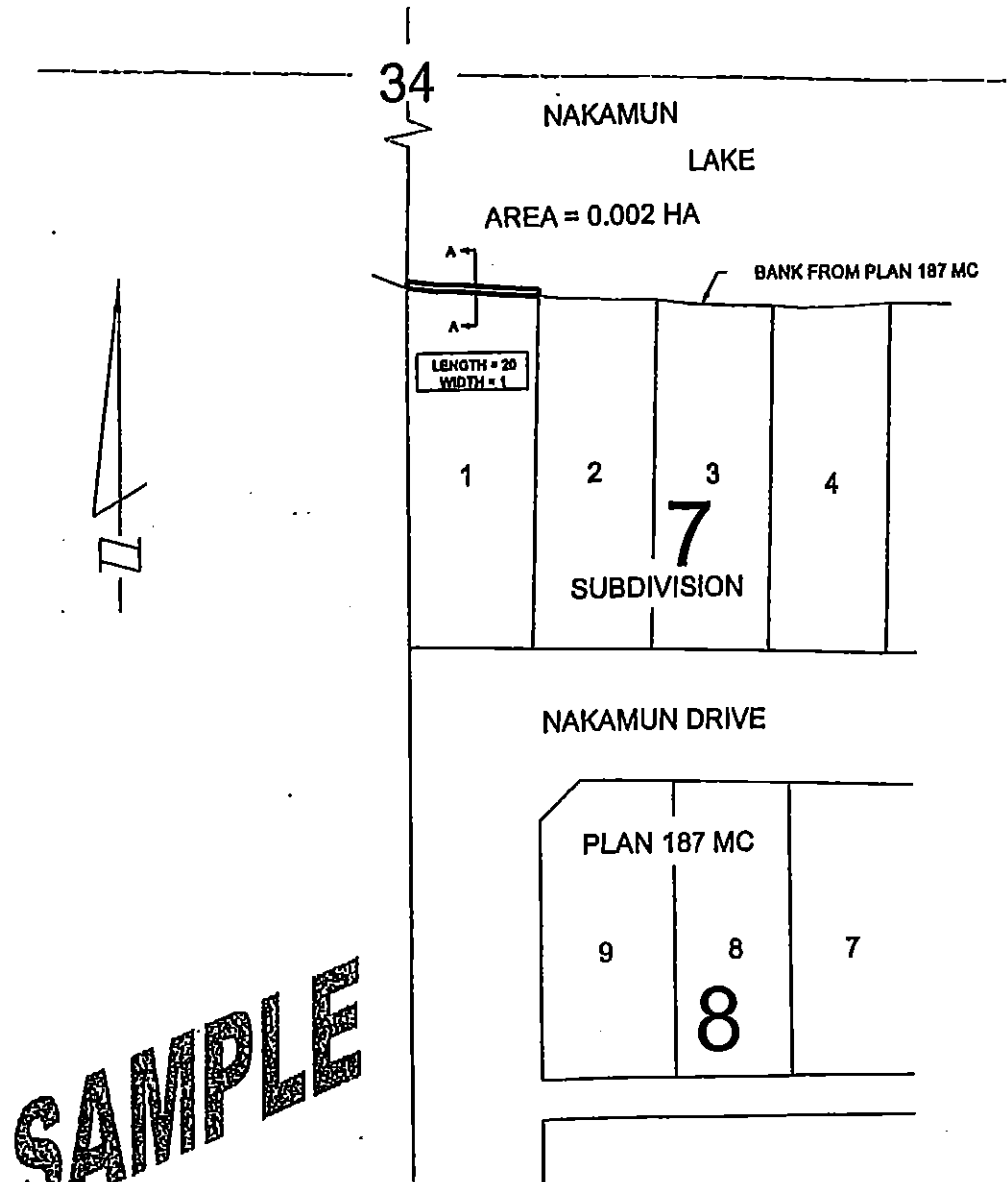 34
NAKAMUN
LAKE
AREA = 0.002 HA
A
BANK FROM PLAN 187 MC
A
LENGTH = 20
WIDTH = 1
1
2
3
4
7
SUBDIVISION
N
NAKAMUN DRIVE
PLAN 187 MC
9
8
7
8
SAMPLE